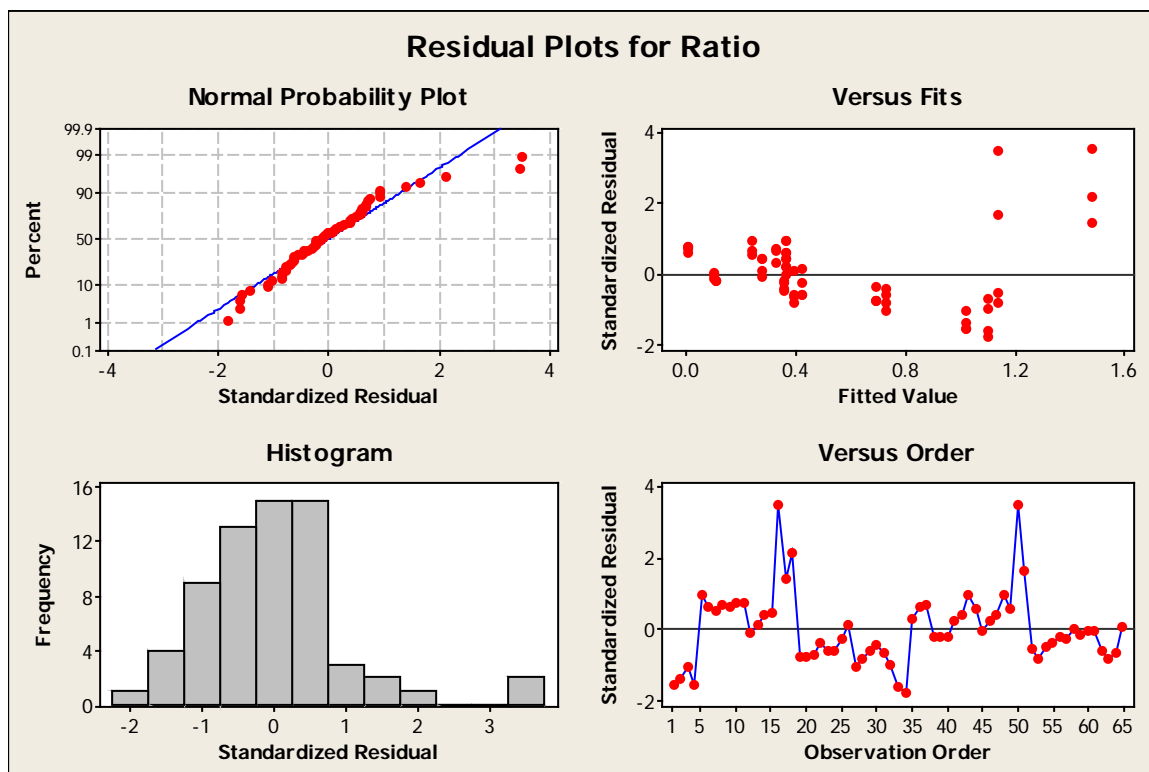 Residual Plots for Ratio
Normal Probability Plot
99.9
99
90
50
10
1
0.1
Percent
-4 -2 0 2 4
Standardized Residual
Versus Fits
4
2
0
-2
Standardized Residual
0.0 0.4 0.8 1.2 1.6
Fitted Value
Histogram
16
12
8
4
0
Frequency
-2 -1 0 1 2 3
Standardized Residual
Versus Order
4
2
0
-2
Standardized Residual
1 5 10 15 20 25 30 35 40 45 50 55 60 65
Observation Order